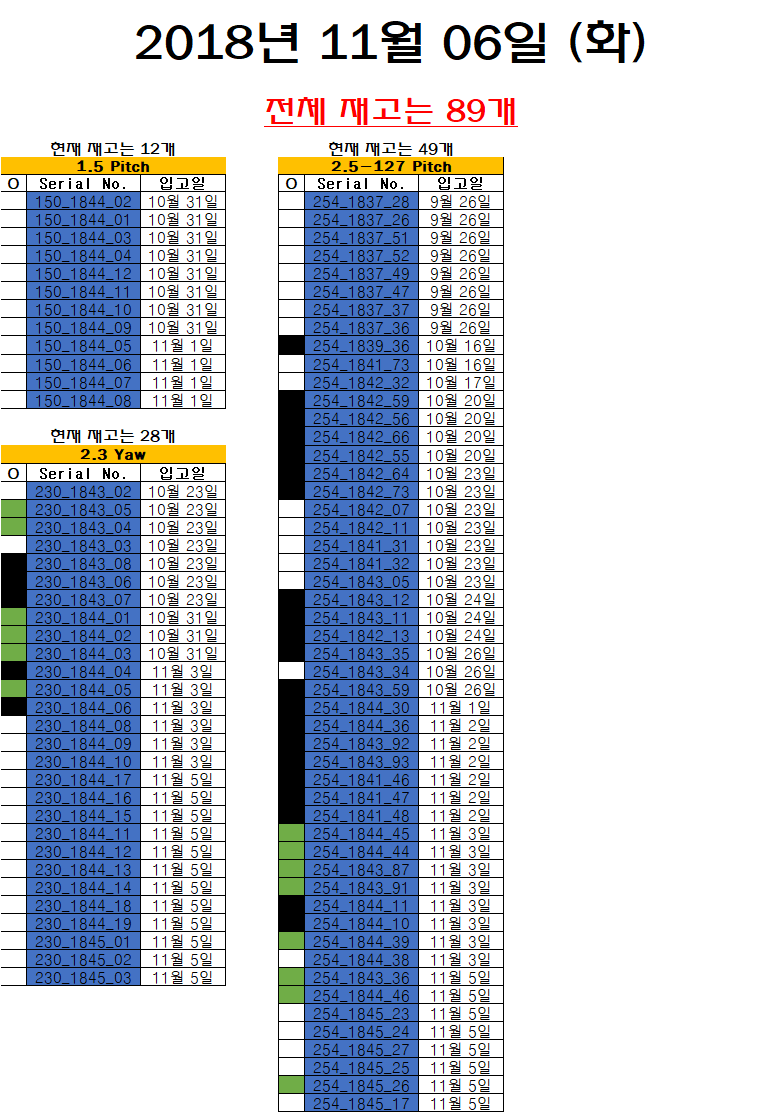 2018년 11월 06일 (화)
전체 재고는 89개
현재 재고는 12개
1.5 Pitch
O Serial No. 입고일
150_1844_02 10월 31일
150_1844_01 10월 31일
150_1844_03 10월 31일
150_1844_04 10월 31일
150_1844_12 10월 31일
150_1844_11 10월 31일
150_1844_10 10월 31일
150_1844_09 10월 31일
150_1844_05 11월 1일
150_1844_06 11월 1일
150_1844_07 11월 1일
150_1844_08 11월 1일
현재 재고는 28개
2.3 Yaw
O Serial No. 입고일
230_1843_02 10월 23일
230_1843_05 10월 23일
230_1843_04 10월 23일
230_1843_03 10월 23일
230_1843_08 10월 23일
230_1843_06 10월 23일
230_1843_07 10월 23일
230_1844_01 10월 31일
230_1844_02 10월 31일
230_1844_03 10월 31일
230_1844_04 11월 3일
230_1844_05 11월 3일
230_1844_06 11월 3일
230_1844_08 11월 3일
230_1844_09 11월 3일
230_1844_10 11월 3일
230_1844_17 11월 5일
230_1844_16 11월 5일
230_1844_15 11월 5일
230_1844_11 11월 5일
230_1844_12 11월 5일
230_1844_13 11월 5일
230_1844_14 11월 5일
230_1844_18 11월 5일
230_1844_19 11월 5일
230_1845_01 11월 5일
230_1845_02 11월 5일
230_1845_03 11월 5일
현재 재고는 49개
2.5-127 Pitch
O Serial No. 입고일
254_1837_28 9월 26일
254_1837_26 9월 26일
254_1837_51 9월 26일
254_1837_52 9월 26일
254_1837_49 9월 26일
254_1837_47 9월 26일
254_1837_37 9월 26일
254_1837_36 9월 26일
254_1839_36 10월 16일
254_1841_73 10월 16일
254_1842_32 10월 17일
254_1842_59 10월 20일
254_1842_56 10월 20일
254_1842_66 10월 20일
254_1842_55 10월 20일
254_1842_64 10월 23일
254_1842_73 10월 23일
254_1842_07 10월 23일
254_1842_11 10월 23일
254_1841_31 10월 23일
254_1841_32 10월 23일
254_1843_05 10월 23일
254_1843_12 10월 24일
254_1843_11 10월 24일
254_1842_13 10월 24일
254_1843_35 10월 26일
254_1843_34 10월 26일
254_1843_59 10월 26일
254_1844_30 11월 1일
254_1844_36 11월 2일
254_1843_92 11월 2일
254_1843_93 11월 2일
254_1841_46 11월 2일
254_1841_47 11월 2일
254_1841_48 11월 2일
254_1844_45 11월 3일
254_1844_44 11월 3일
254_1843_87 11월 3일
254_1843_91 11월 3일
254_1844_11 11월 3일
254_1844_10 11월 3일
254_1844_39 11월 3일
254_1844_38 11월 3일
254_1843_36 11월 5일
254_1844_46 11월 5일
254_1845_23 11월 5일
254_1845_24 11월 5일
254_1845_27 11월 5일
254_1845_25 11월 5일
254_1845_26 11월 5일
254_1845_17 11월 5일